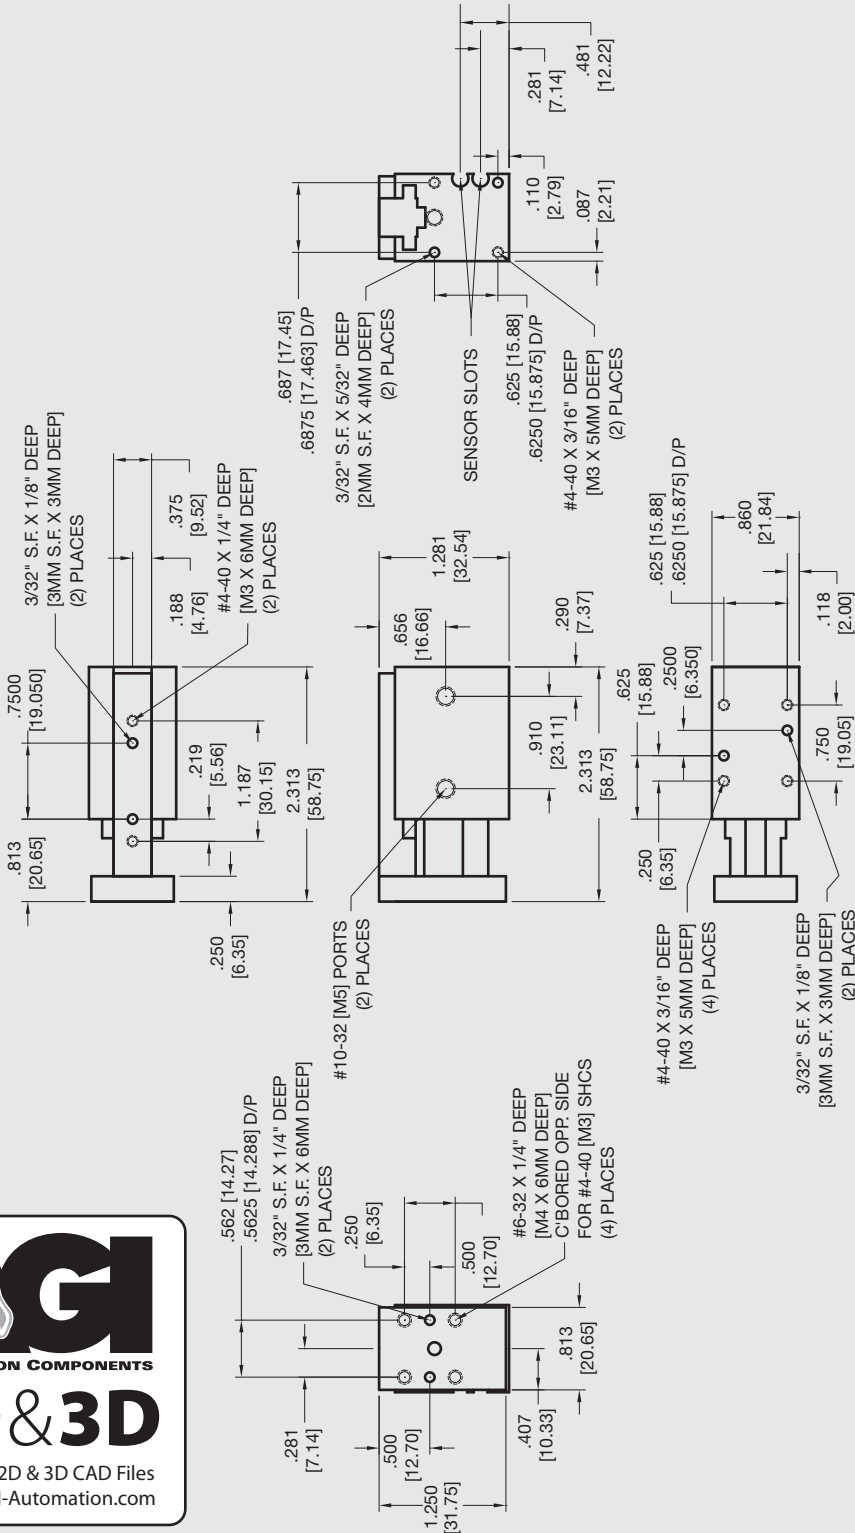 .481
[12.22]
.281
[7.14]
.110
[2.79]
.087
[2.21]
.687 [17.45]
.6875 [17.463] D/P
3/32" S.F. X 5/32" DEEP
[2MM S.F. X 4MM DEEP]
(2) PLACES
SENSOR SLOTS
.625 [15.88]
.6250 [15.875] D/P
#4-40 X 3/16" DEEP
[M3 X 5MM DEEP]
(2) PLACES
3/32" S.F. X 1/8" DEEP
[3MM S.F. X 3MM DEEP]
(2) PLACES
.375
[9.52]
.188
[4.76]
#4-40 X 1/4" DEEP
[M3 X 6MM DEEP]
(2) PLACES
.7500
[19.050]
.813
[20.65]
.219
[5.56]
1.187
[30.15]
2.313
[58.75]
.250
[6.35]
1.281
[32.54]
.656
[16.66]
.290
[7.37]
.910
[23.11]
2.313
[58.75]
#10-32 [M5] PORTS
(2) PLACES
.625 [15.88]
.6250 [15.875] D/P
.860
[21.84]
.118
[2.00]
.625
[15.88]
.2500
[6.350]
.750
[19.05]
.250
[6.35]
#4-40 X 3/16" DEEP
[M3 X 5MM DEEP]
(4) PLACES
3/32" S.F. X 1/8" DEEP
[3MM S.F. X 3MM DEEP]
(2) PLACES
.562 [14.27]
.5625 [14.288] D/P
3/32" S.F. X 1/4" DEEP
[3MM S.F. X 6MM DEEP]
(2) PLACES
.250
[6.35]
.500
[12.70]
#6-32 X 1/4" DEEP
[M4 X 6MM DEEP]
C'BORED OPP. SIDE
FOR #4-40 [M3] SHCS
(4) PLACES
.281
[7.14]
.500
[12.70]
1.250
[31.75]
.407
[10.33]
.813
[20.65]
GI
ON COMPONENTS
&3D
2D & 3D CAD Files
-Automation.com